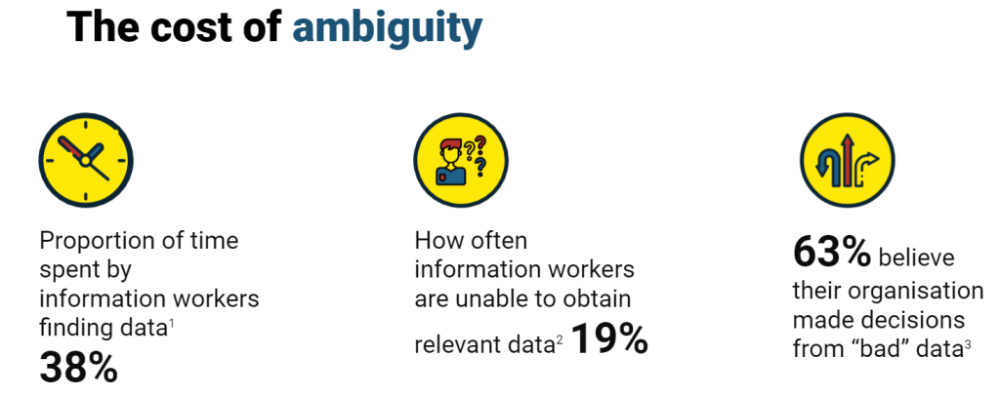 The cost of ambiguity
Proportion of time
spent by
information workers
finding data¹
38%
How often
information workers
are unable to obtain
relevant data² 19%
63% believe
their organisation
made decisions
from “bad” data³